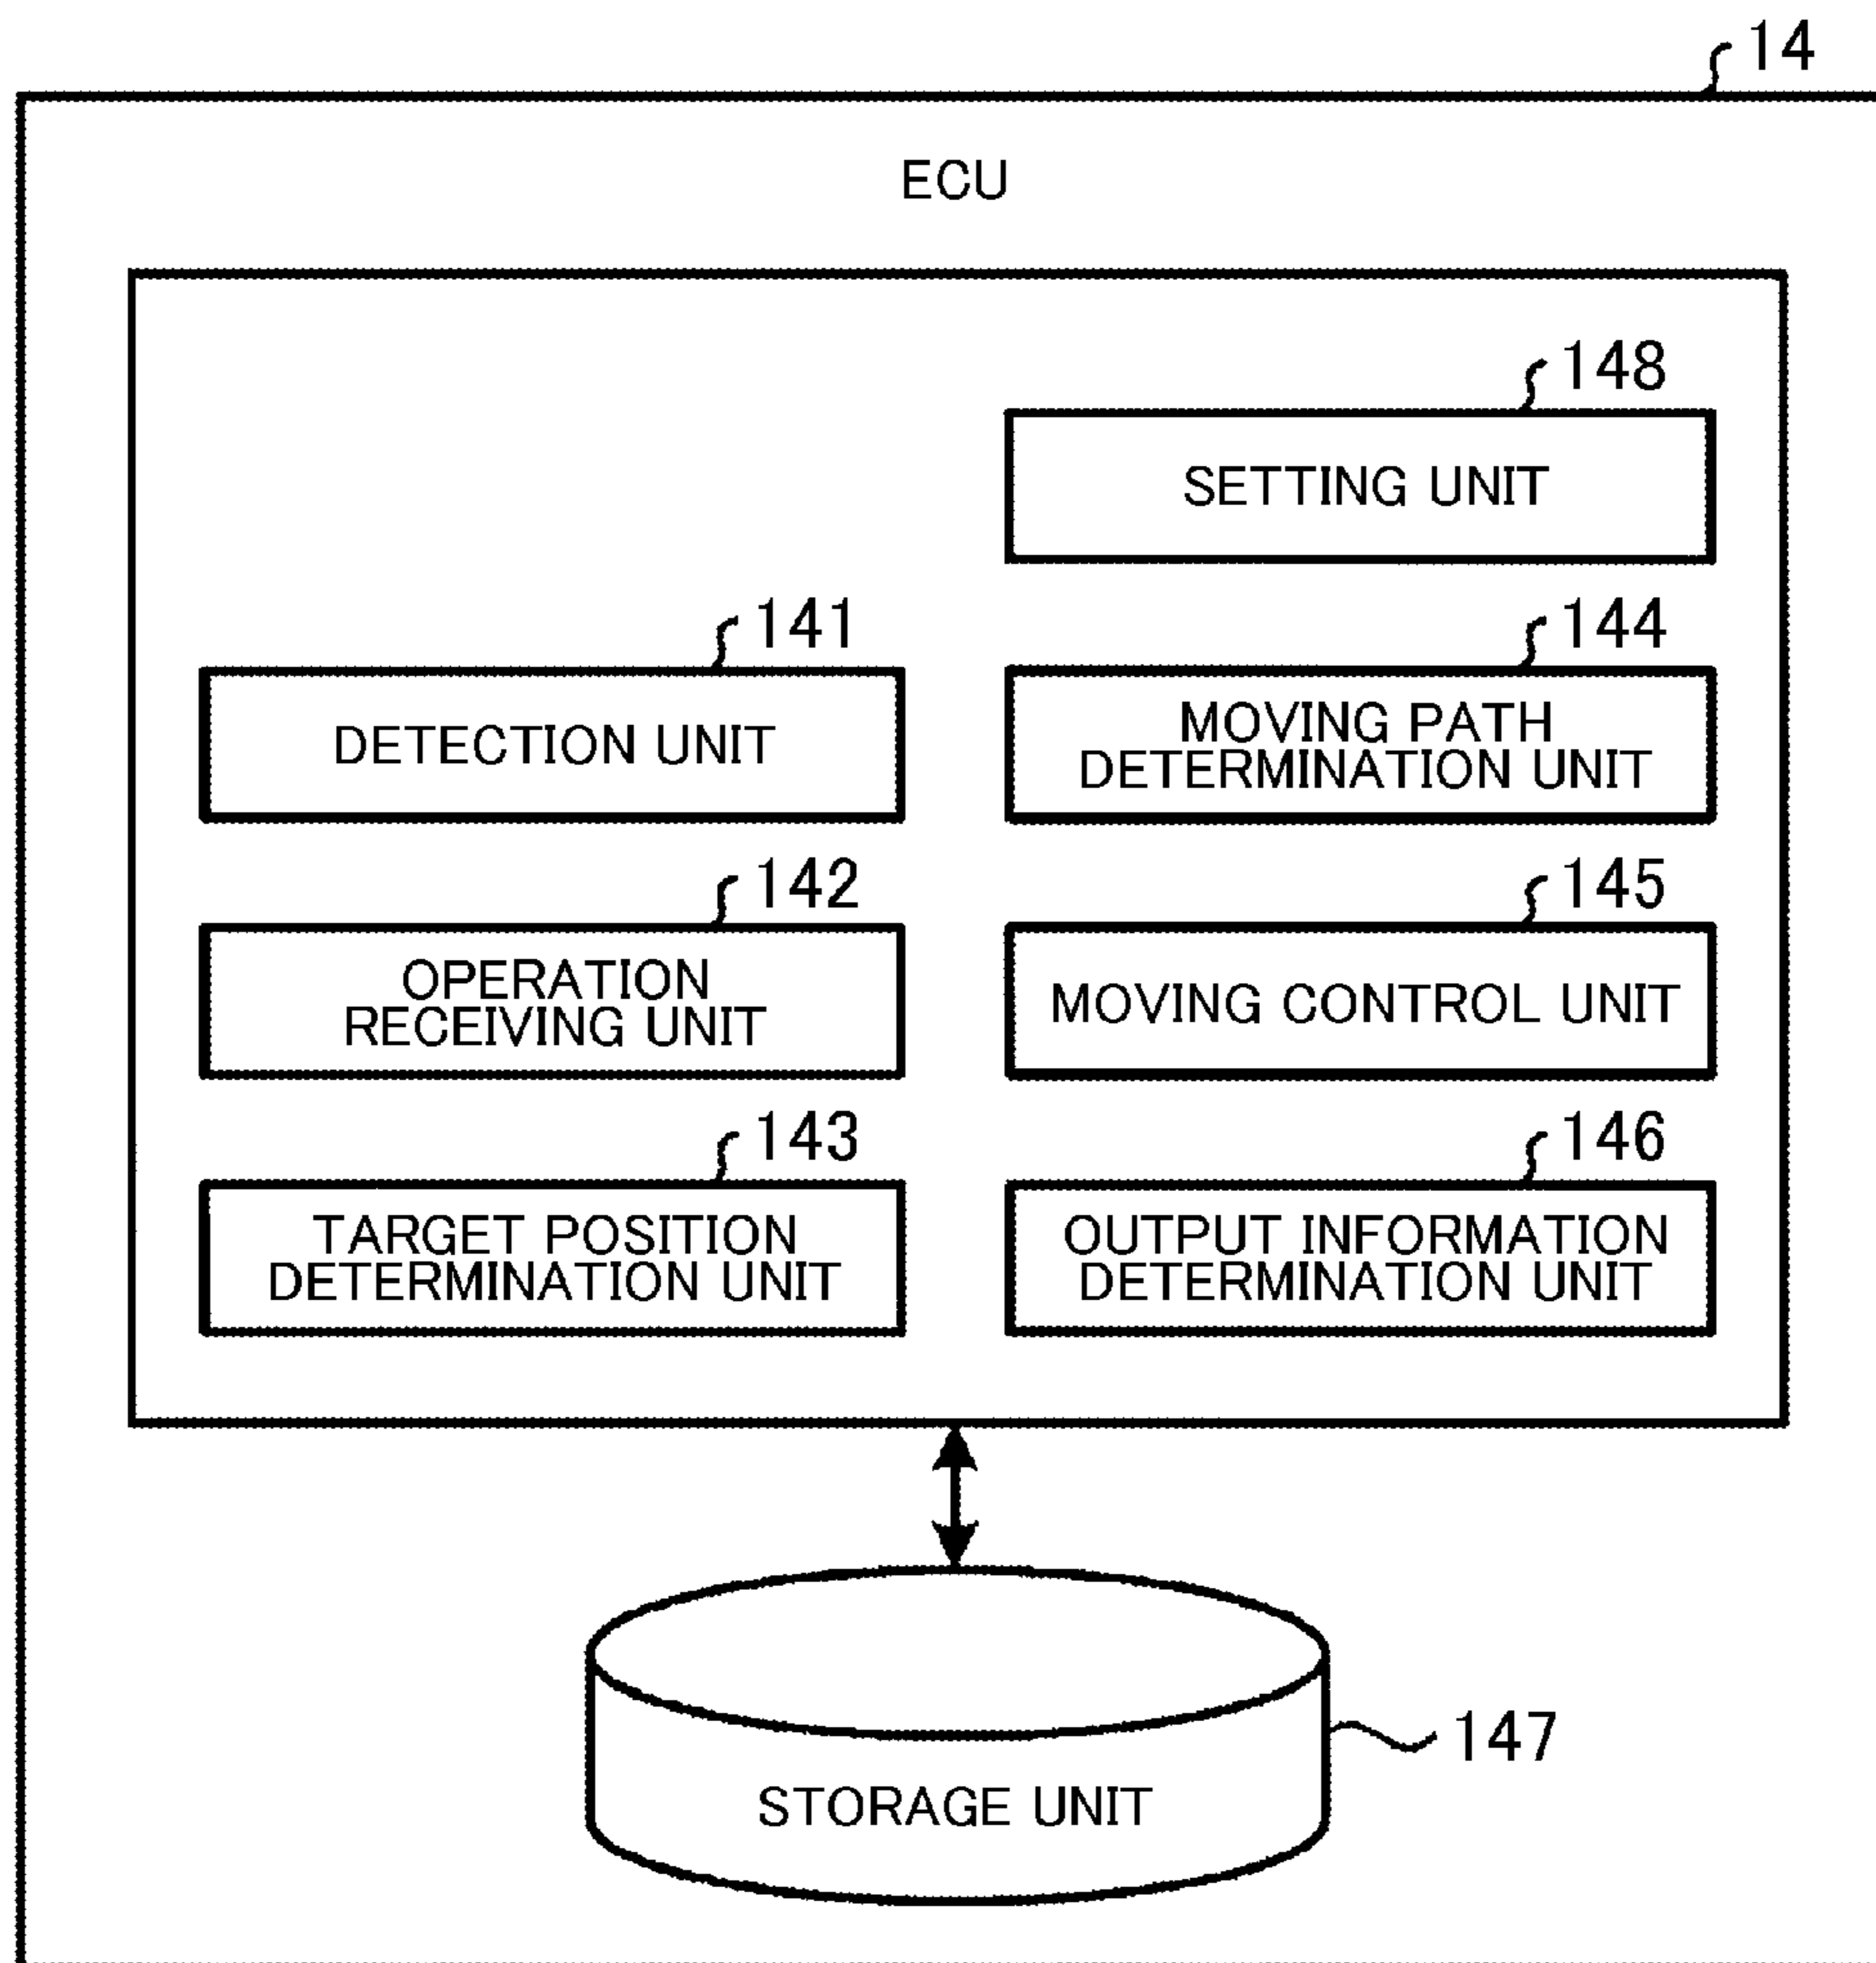 14
ECU
148
SETTING UNIT
141
DETECTION UNIT
144
MOVING PATH
DETERMINATION UNIT
142
OPERATION
RECEIVING UNIT
145
MOVING CONTROL UNIT
143
TARGET POSITION
DETERMINATION UNIT
146
OUTPUT INFORMATION
DETERMINATION UNIT
147
STORAGE UNIT